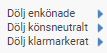 Dölj enkönade
Dölj könsneutralt
Dölj klarmarkerat